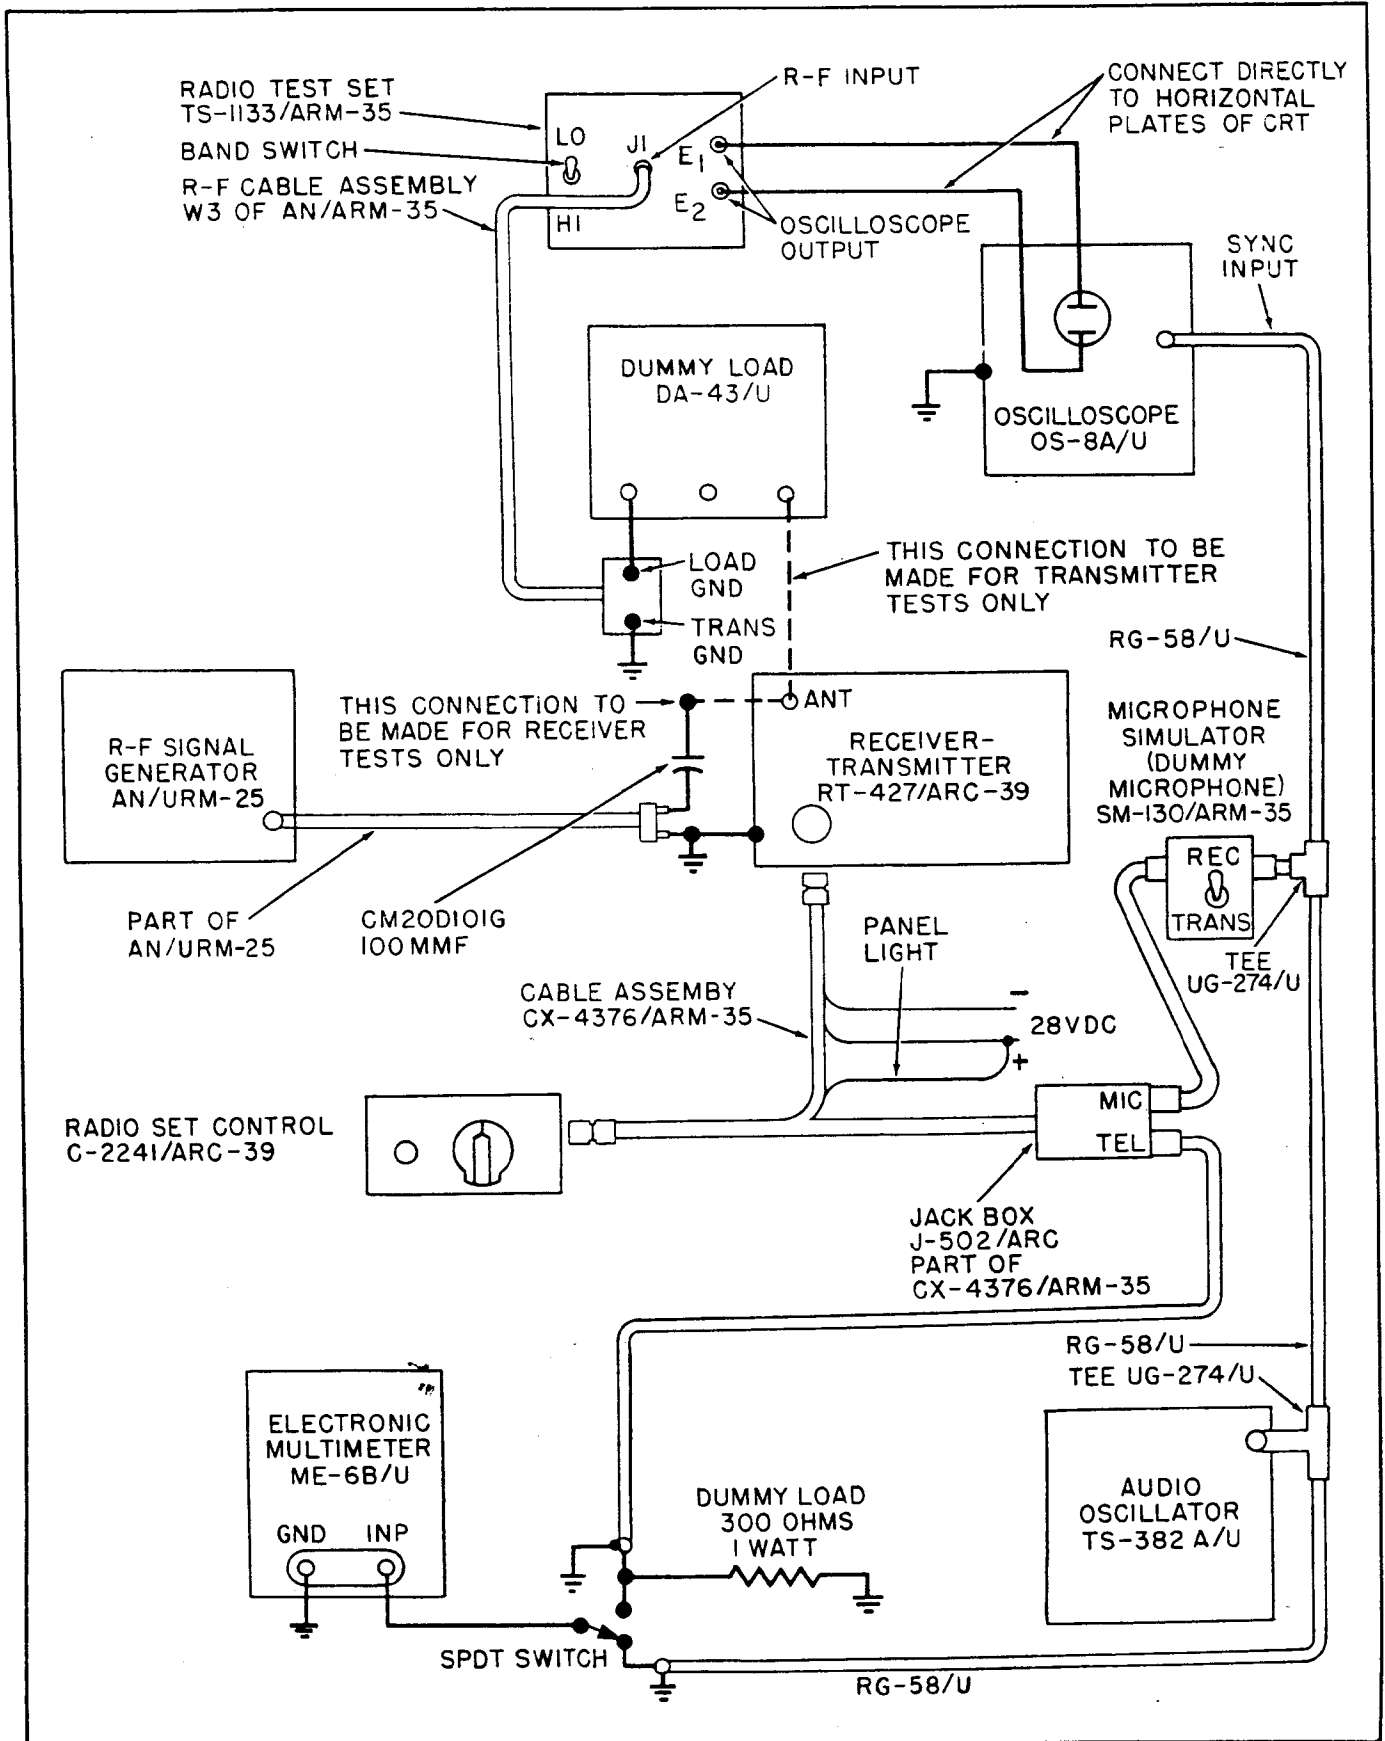 RADIO TEST SET
TS-1133/ARM-35
BAND SWITCH
R-F CABLE ASSEMBLY
W3 OF AN/ARM-35
LO
HI
J1
E1
E2
R-F INPUT
OSCILLOSCOPE
OUTPUT
CONNECT DIRECTLY
TO HORIZONTAL
PLATES OF CRT
SYNC
INPUT
OSCILLOSCOPE
OS-8A/U
DUMMY LOAD
DA-43/U
LOAD
GND
TRANS
GND
THIS CONNECTION TO BE
MADE FOR TRANSMITTER
TESTS ONLY
RG-58/U
R-F SIGNAL
GENERATOR
AN/URM-25
THIS CONNECTION TO
BE MADE FOR RECEIVER
TESTS ONLY
ANT
RECEIVER-
TRANSMITTER
RT-427/ARC-39
MICROPHONE
SIMULATOR
(DUMMY
MICROPHONE)
SM-130/ARM-35
REC
TRANS
TEE
UG-274/U
PART OF
AN/URM-25
CM20D101G
100MMF
PANEL
LIGHT
CABLE ASSEMBY
CX-4376/ARM-35
-
28VDC
+
RADIO SET CONTROL
C-2241/ARC-39
MIC
TEL
JACK BOX
J-502/ARC
PART OF
CX-4376/ARM-35
RG-58/U
TEE UG-274/U
ELECTRONIC
MULTIMETER
ME-6B/U
GND INP
DUMMY LOAD
300 OHMS
1 WATT
AUDIO
OSCILLATOR
TS-382 A/U
SPDT SWITCH
RG-58/U